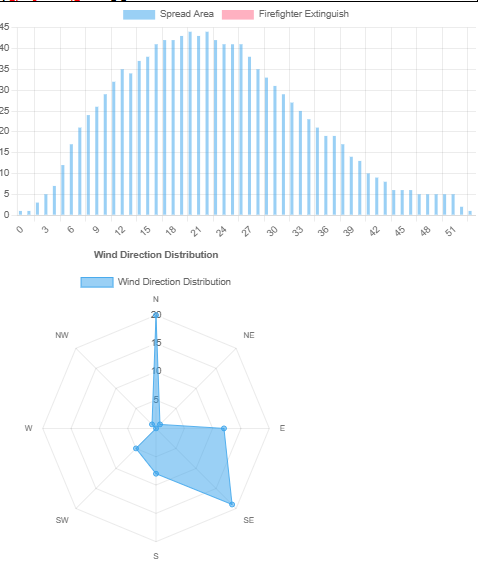 Spread Area Firefighter Extinguish
45
40
35
30
25
20
15
10
5
0
0 3 6 9 12 15 18 21 24 27 30 33 36 39 42 45 48 51
Wind Direction Distribution
Wind Direction Distribution
N
20
NW NE
15
10
5
W E
SW SE
S